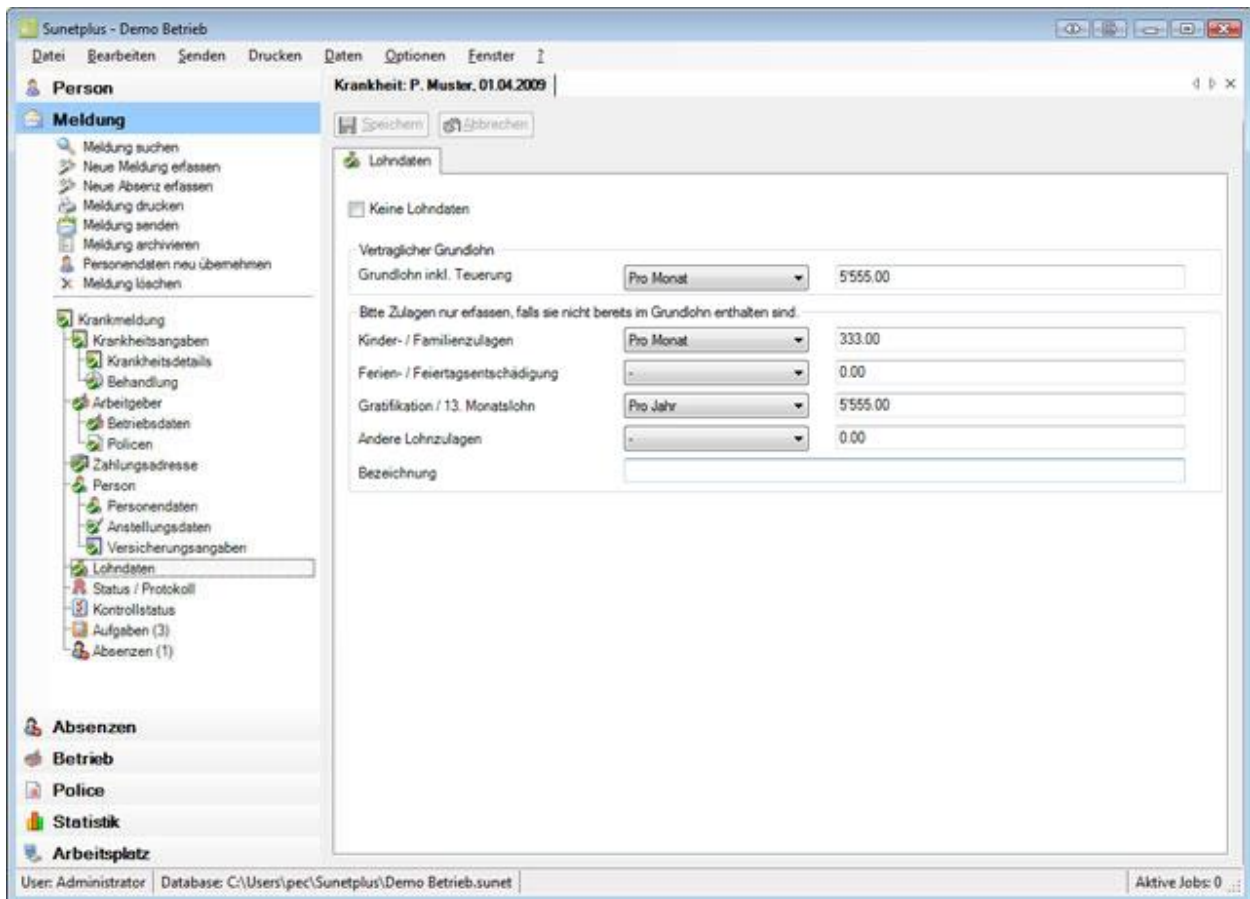 Sunetplus - Demo Betrieb
Datei Bearbeiten Senden Drucken Daten Optionen Fenster ?
Person
Meldung
Meldung suchen
Neue Meldung erfassen
Neue Absenz erfassen
Meldung drucken
Meldung senden
Meldung archivieren
Personendaten neu übernehmen
Meldung löschen
Krankmeldung
Krankheitsangaben
Krankheitsdetails
Behandlung
Arbeitgeber
Betriebsdaten
Policen
Zahlungsadresse
Person
Personendaten
Anstellungsdaten
Versicherungsangaben
Lohndaten
Status / Protokoll
Kontrollstatus
Aufgaben (3)
Absenzen (1)
Absenzen
Betrieb
Police
Statistik
Arbeitsplatz
Krankheit: P. Muster, 01.04.2009
Speichern Abbrechen
Lohndaten
Keine Lohndaten
Vertraglicher Grundlohn
Grundlohn inkl. Teuerung Pro Monat 5'555.00
Bitte Zulagen nur erfassen, falls sie nicht bereits im Grundlohn enthalten sind.
Kinder- / Familienzulagen Pro Monat 333.00
Ferien- / Feiertagsentschädigung - 0.00
Gratifikation / 13. Monatslohn Pro Jahr 5'555.00
Andere Lohnzulagen - 0.00
Bezeichnung
User: Administrator Database: C:\Users\pec\Sunetplus\Demo Betrieb.sunet Aktive Jobs: 0